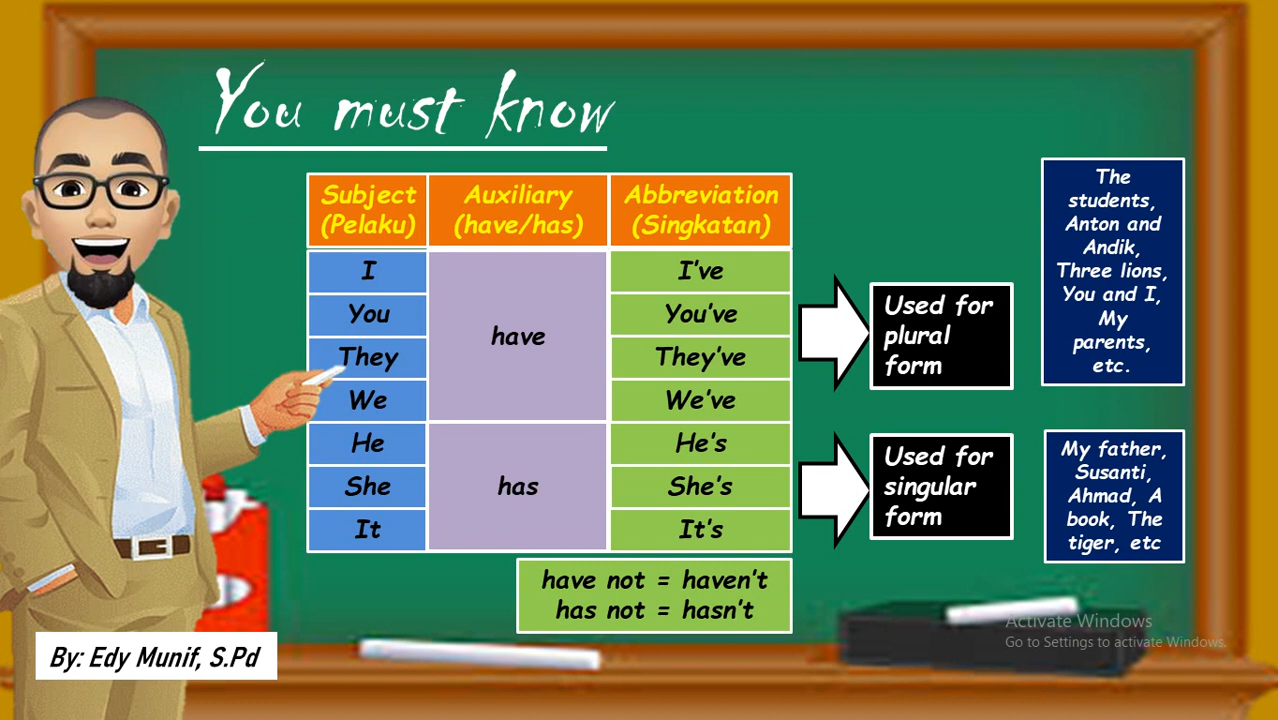 You must know
Subject
(Pelaku)
Auxiliary
(have/has)
Abbreviation
(Singkatan)
I
have
I've
You
You've
They
They've
We
We've
He
has
He's
She
She's
It
It's
have not = haven't
has not = hasn't
Used for
plural
form
The
students,
Anton and
Andik,
Three lions,
You and I,
My
parents,
etc.
Used for
singular
form
My father,
Susanti,
Ahmad, A
book, The
tiger, etc
By: Edy Munif, S.Pd
Activate Windows
Go to Settings to activate Windows.